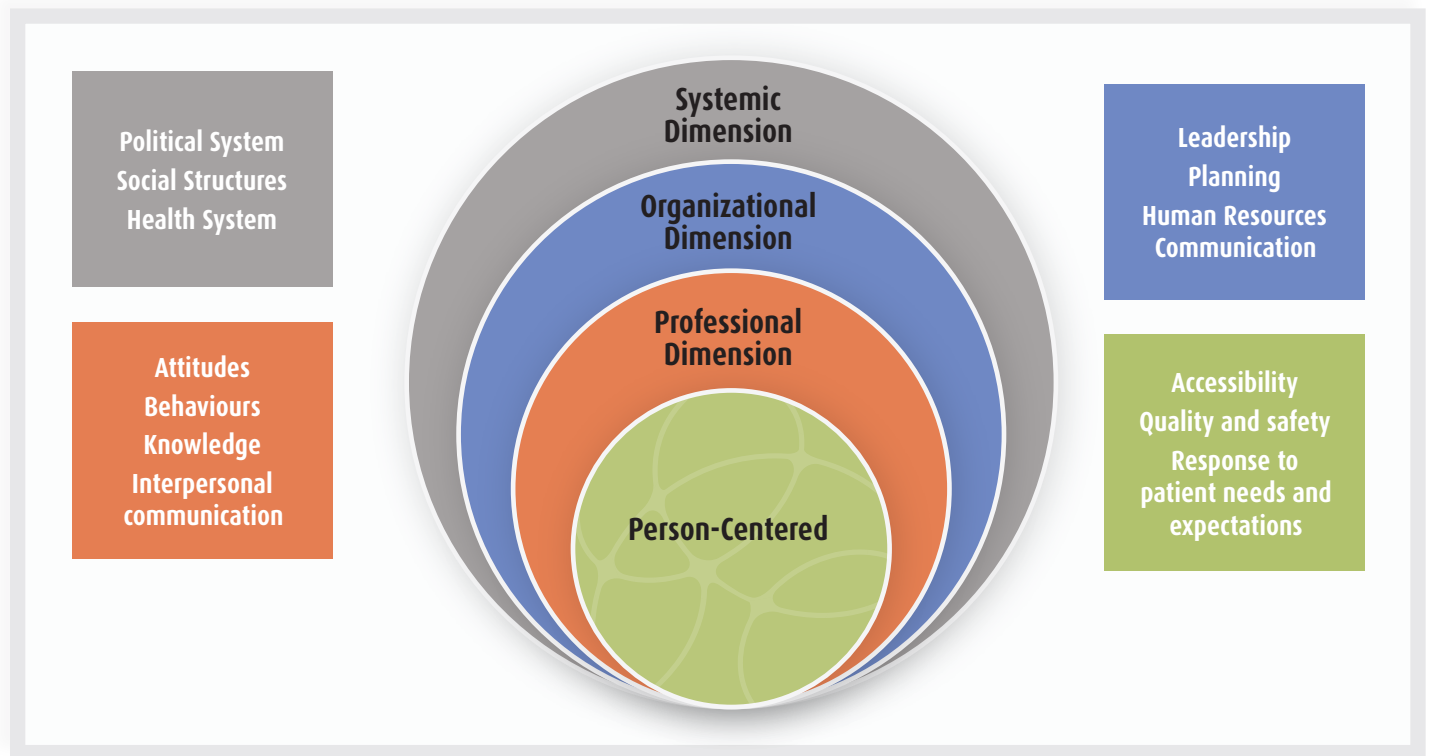 Political System
Social Structures
Health System
Attitudes
Behaviours
Knowledge
Interpersonal
communication
Systemic
Dimension
Organizational
Dimension
Professional
Dimension
Person-Centered
Leadership
Planning
Human Resources
Communication
Accessibility
Quality and safety
Response to
patient needs and
expectations